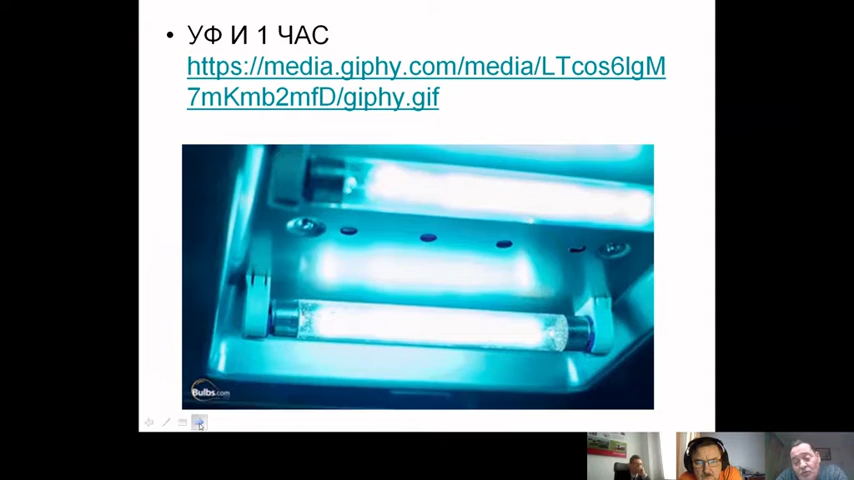 • УФ И 1 ЧАС
https://media.giphy.com/media/LTcos6lgM
7mKmb2mfD/giphy.gif
Bulbs.com